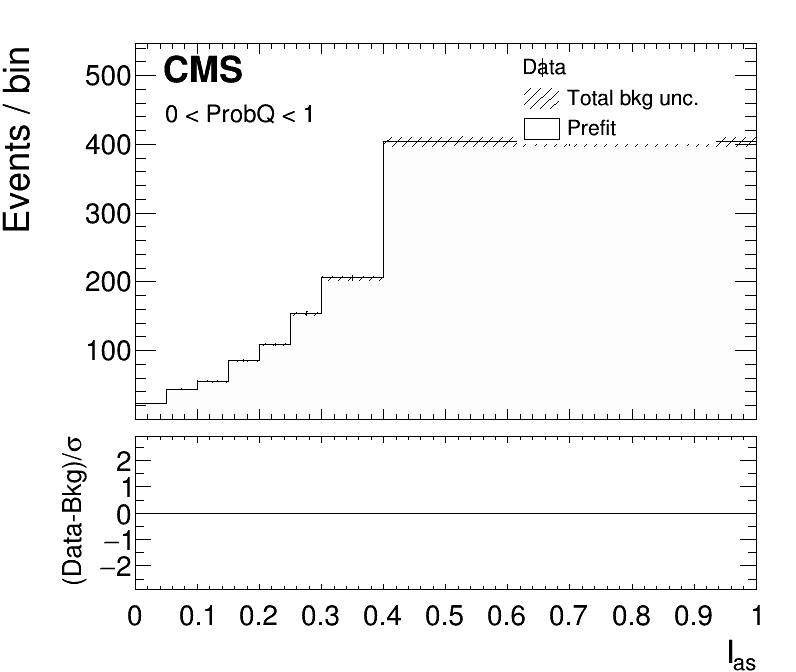 CMS
0 < ProbQ < 1
Data
Total bkg unc.
Prefit
Events / bin
500
400
300
200
100
(Data-Bkg)/σ
2
1
0
−1
−2
0 0.1 0.2 0.3 0.4 0.5 0.6 0.7 0.8 0.9 1
I_as